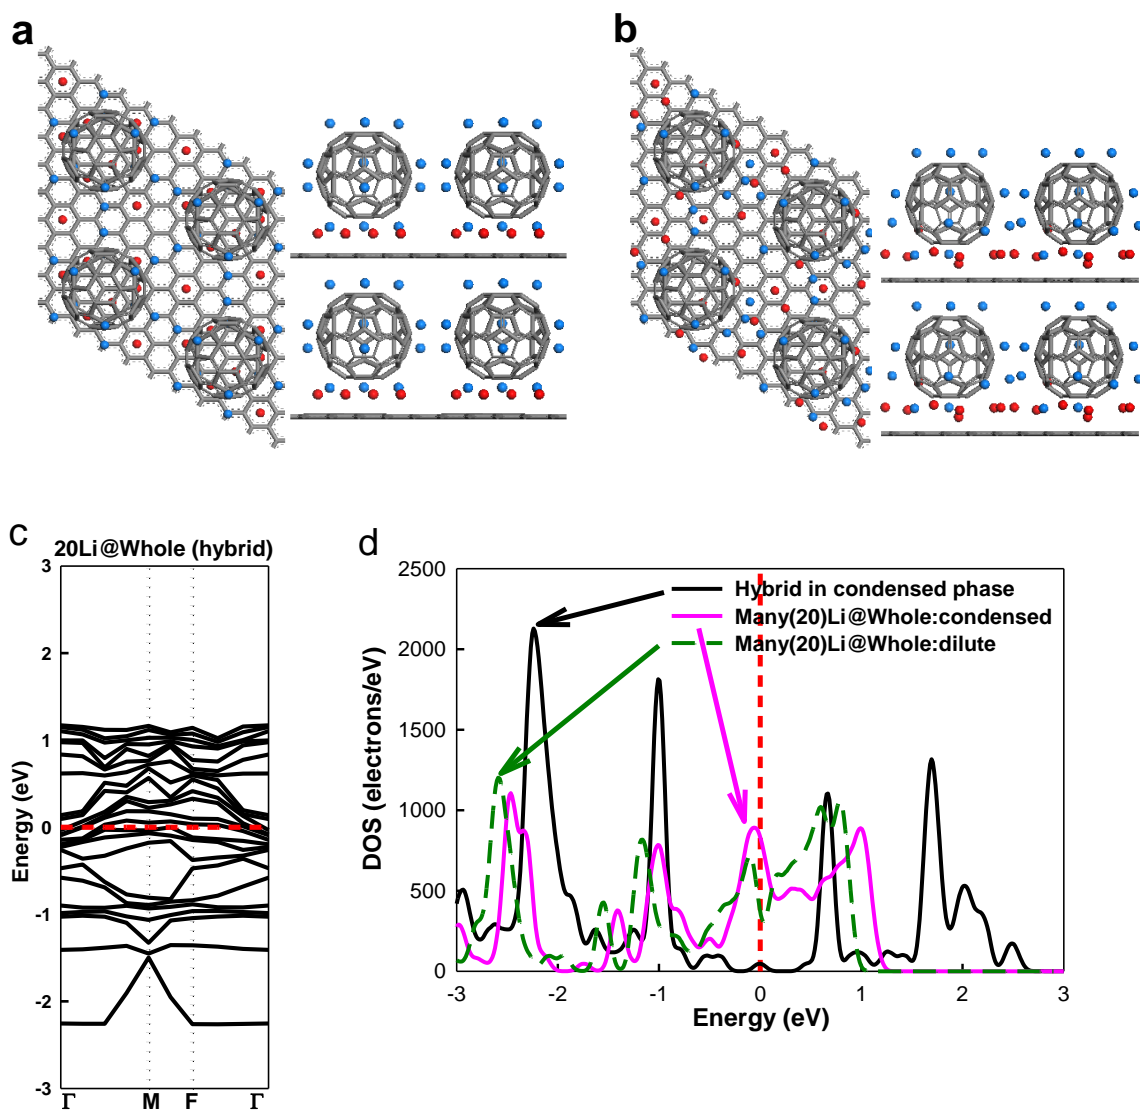 a
b
c
20Li@Whole (hybrid)
3
2
1
0
-1
-2
-3
Energy (eV)
Γ M F Γ
d
2500
2000
1500
1000
500
0
DOS (electrons/eV)
Hybrid in condensed phase
Many(20)Li@Whole:condensed
Many(20)Li@Whole:dilute
-3 -2 -1 0 1 2 3
Energy (eV)